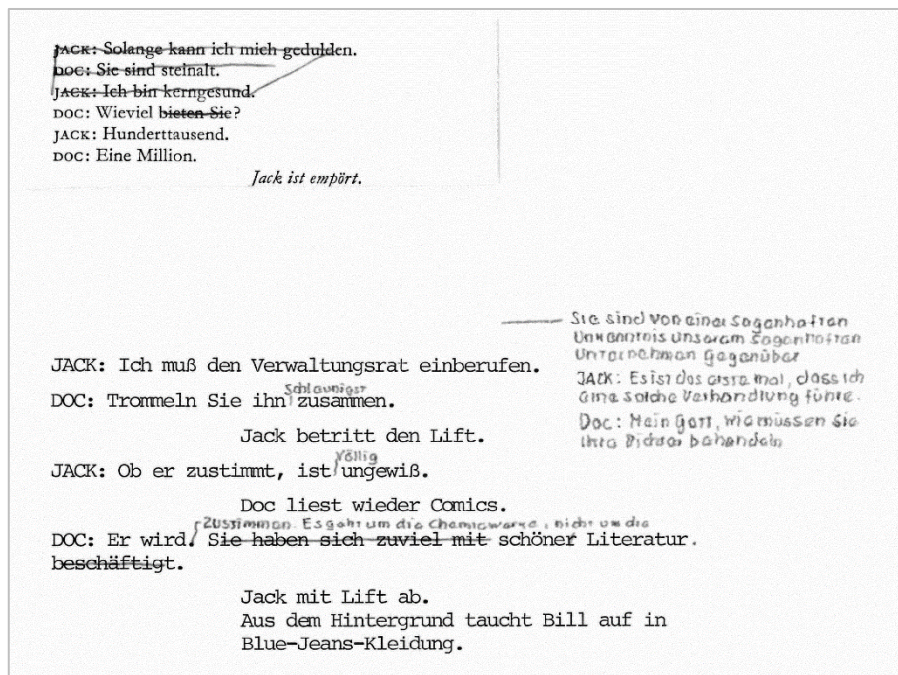 JACK: Solange kann ich mich gedulden.
DOC: Sie sind steinalt.
JACK: Ich bin kerngesund.
DOC: Wieviel bieten Sie?
JACK: Hunderttausend.
DOC: Eine Million.
Jack ist empört.
Sie sind von einer sagenhaften
Unkenntnis unserem sagenhaften
Unternehmen gegenüber
JACK: Es ist das erste mal, dass ich
eine solche Verhandlung führe.
Doc: Mein Gott, wie müssen Sie
Ihre Dichter behandeln
JACK: Ich muß den Verwaltungsrat einberufen.
schleunigst
DOC: Trommeln Sie ihn zusammen.
Jack betritt den Lift.
völlig
JACK: Ob er zustimmt, ist ungewiß.
Doc liest wieder Comics.
zustimmen. Es geht um die Chemiewerke, nicht um die
DOC: Er wird. Sie haben sich zuviel mit schöner Literatur.
beschäftigt.
Jack mit Lift ab.
Aus dem Hintergrund taucht Bill auf in
Blue-Jeans-Kleidung.